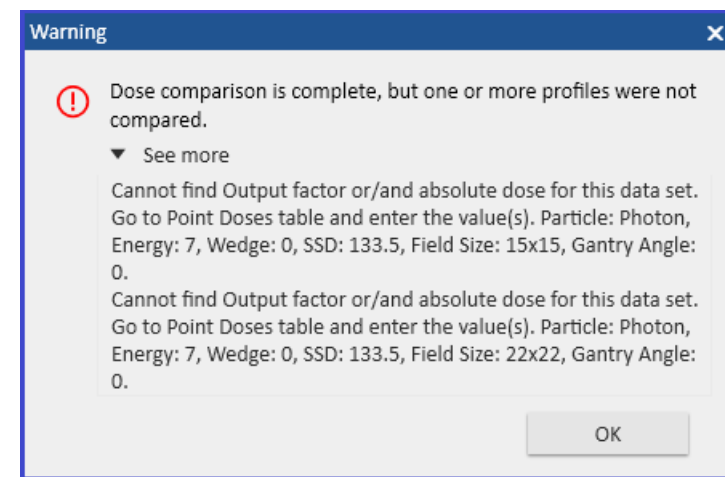 Warning
Dose comparison is complete, but one or more profiles were not
compared.
See more
Cannot find Output factor or/and absolute dose for this data set.
Go to Point Doses table and enter the value(s). Particle: Photon,
Energy: 7, Wedge: 0, SSD: 133.5, Field Size: 15x15, Gantry Angle:
0.
Cannot find Output factor or/and absolute dose for this data set.
Go to Point Doses table and enter the value(s). Particle: Photon,
Energy: 7, Wedge: 0, SSD: 133.5, Field Size: 22x22, Gantry Angle:
0.
OK